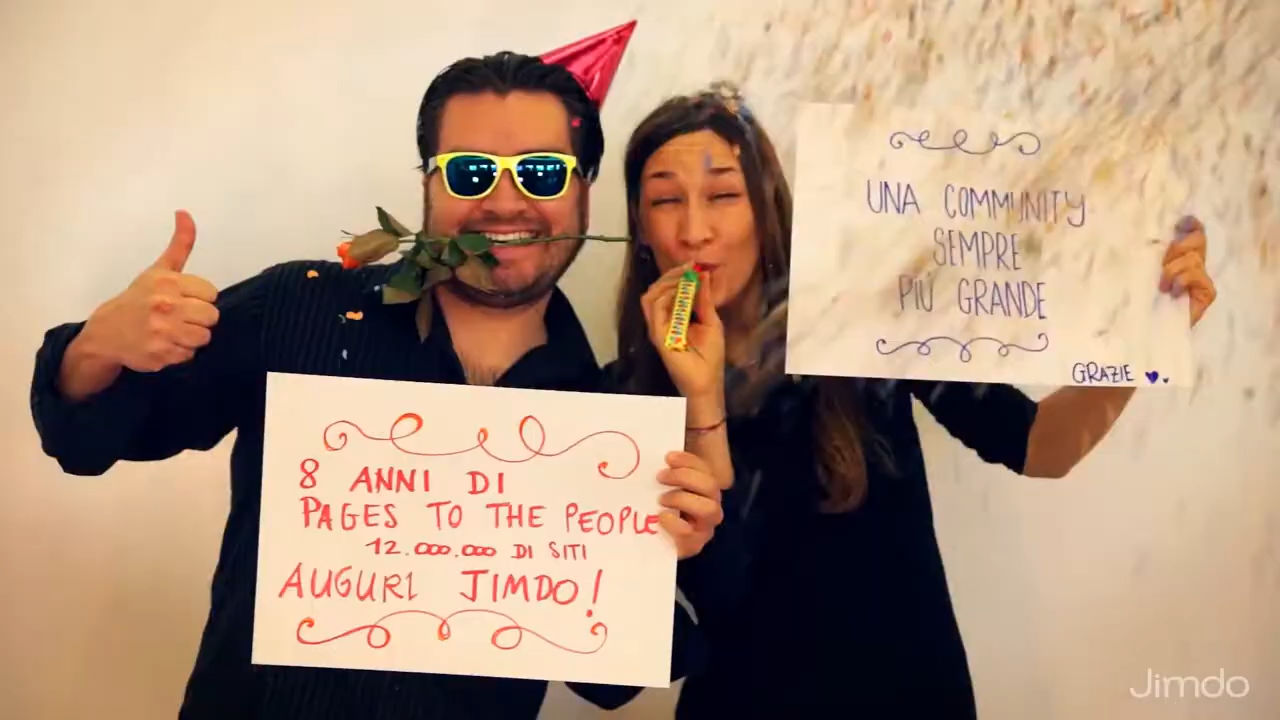 8 ANNI DI
PAGES TO THE PEOPLE
12.000.000 DI SITI
AUGURI JIMDO!
UNA COMMUNITY
SEMPRE
PIÙ GRANDE
GRAZIE
Jimdo